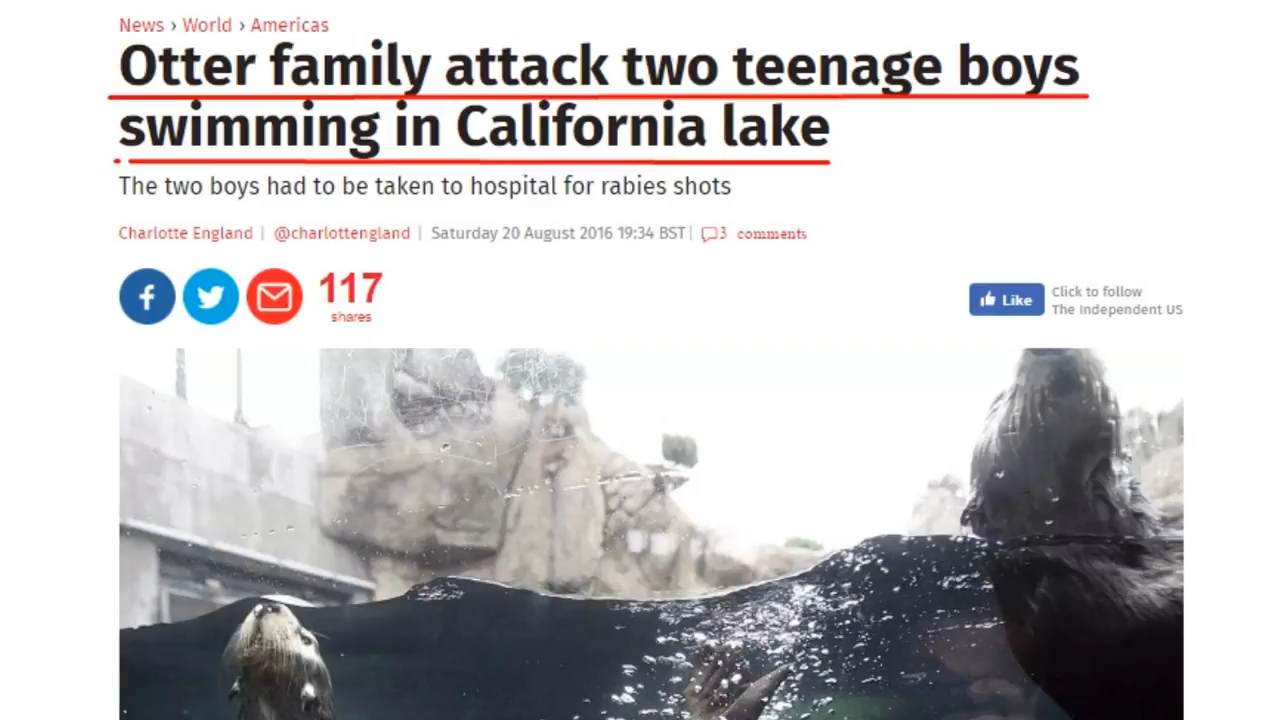 News › World › Americas
Otter family attack two teenage boys
swimming in California lake
The two boys had to be taken to hospital for rabies shots
Charlotte England | @charlottengland | Saturday 20 August 2016 19:34 BST | 3 comments
117
shares
Like
Click to follow
The Independent US